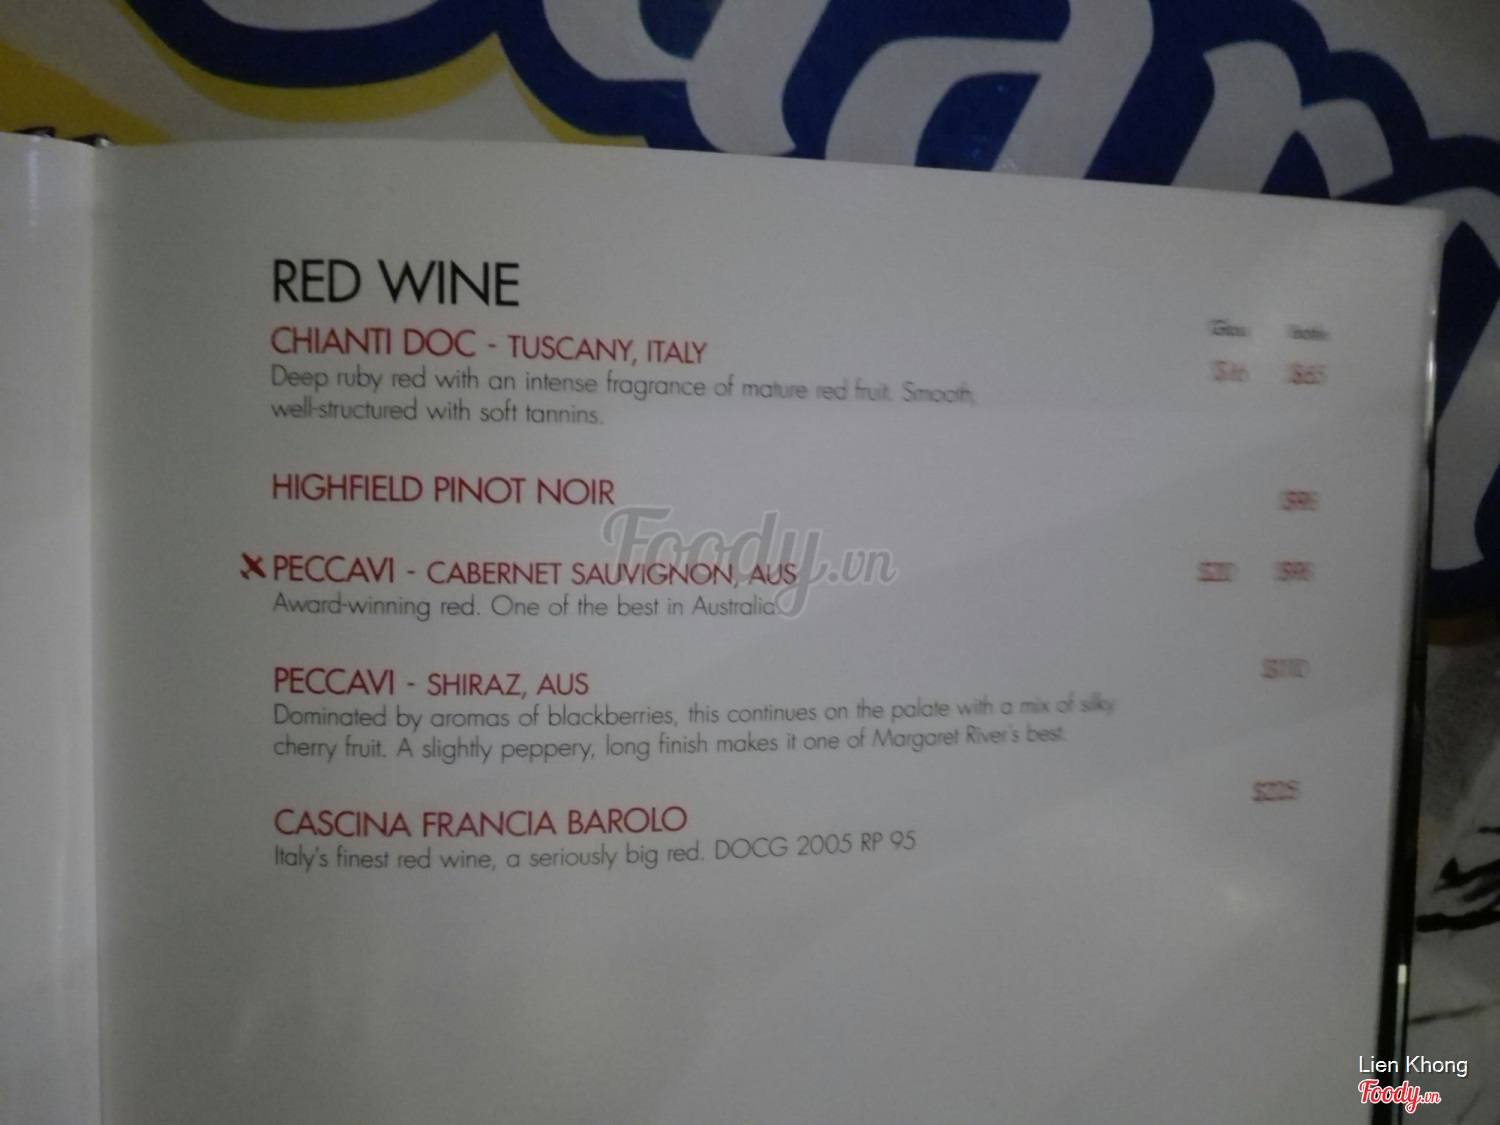 RED WINE
Glass Bottle
CHIANTI DOC - TUSCANY, ITALY
Deep ruby red with an intense fragrance of mature red fruit. Smooth,
well-structured with soft tannins.
HIGHFIELD PINOT NOIR
PECCAVI - CABERNET SAUVIGNON, AUS
Award-winning red. One of the best in Australia.
PECCAVI - SHIRAZ, AUS
Dominated by aromas of blackberries, this continues on the palate with a mix of silky
cherry fruit. A slightly peppery, long finish makes it one of Margaret River's best.
$225
CASCINA FRANCIA BAROLO
Italy's finest red wine, a seriously big red. DOCG 2005 RP 95
Foody.vn
Lien Khong
Foody.vn